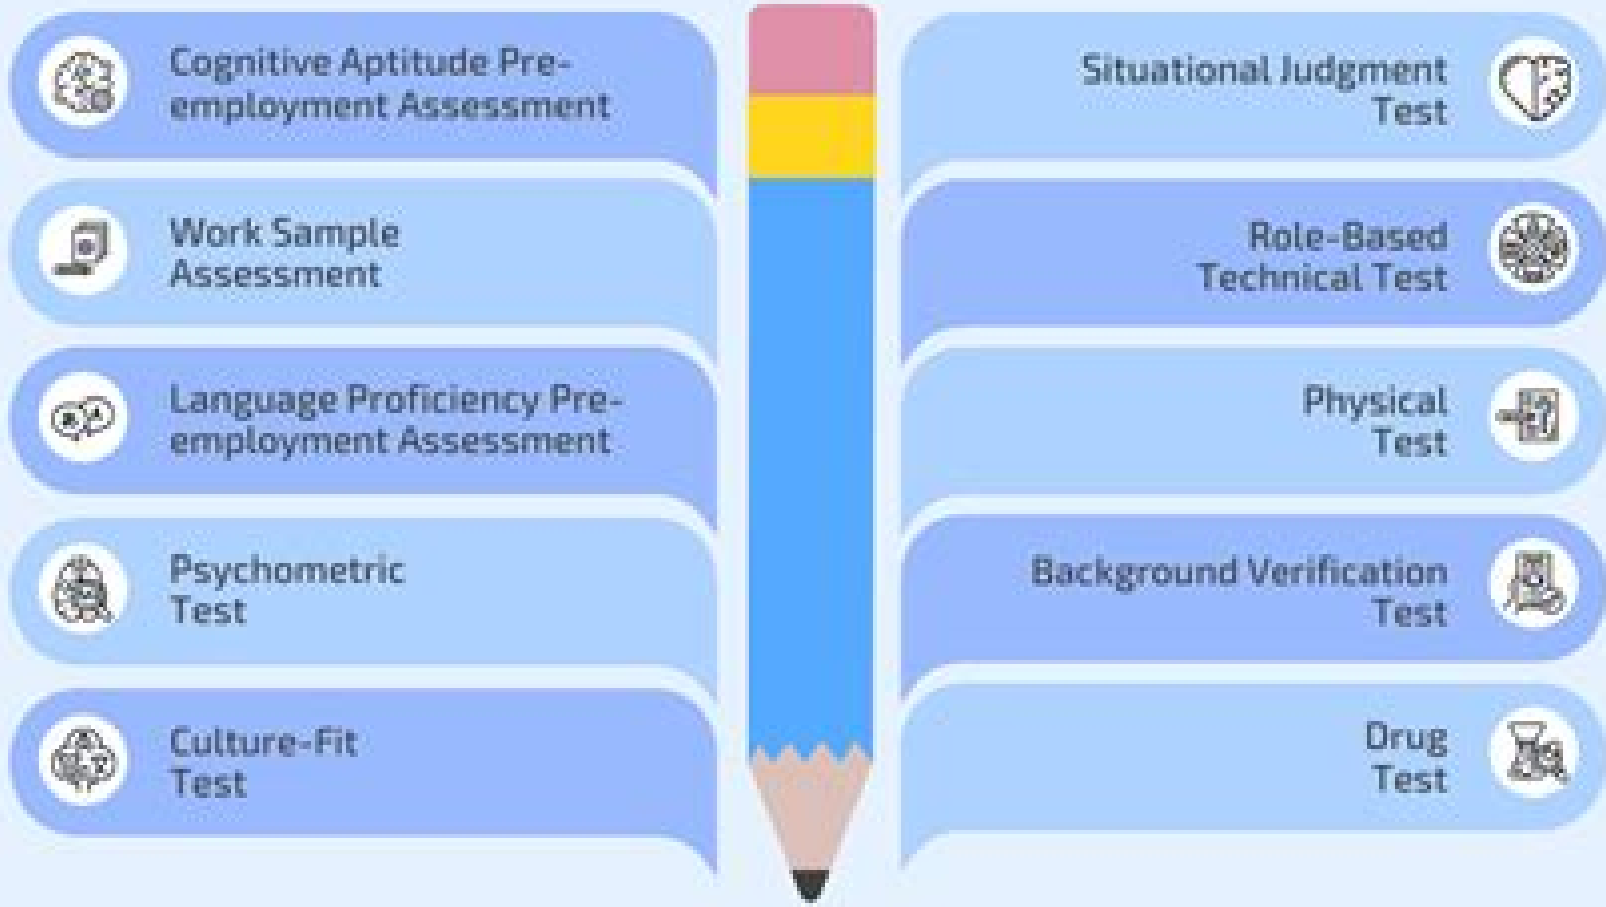 Cognitive Aptitude Pre-
employment Assessment
Work Sample
Assessment
Language Proficiency Pre-
employment Assessment
Psychometric
Test
Culture-Fit
Test
Situational Judgment
Test
Role-Based
Technical Test
Physical
Test
Background Verification
Test
Drug
Test